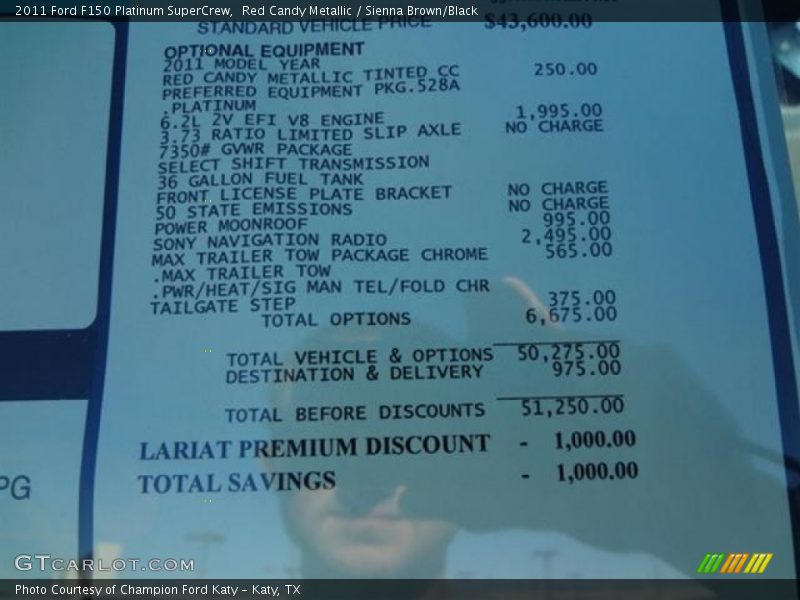 2011 Ford F150 Platinum SuperCrew, Red Candy Metallic / Sienna Brown/Black
STANDARD VEHICLE PRICE $43,600.00
OPTIONAL EQUIPMENT
2011 MODEL YEAR
RED CANDY METALLIC TINTED CC 250.00
PREFERRED EQUIPMENT PKG.528A
.PLATINUM
6.2L 2V EFI V8 ENGINE 1,995.00
3.73 RATIO LIMITED SLIP AXLE NO CHARGE
7350# GVWR PACKAGE
SELECT SHIFT TRANSMISSION
36 GALLON FUEL TANK
FRONT LICENSE PLATE BRACKET NO CHARGE
50 STATE EMISSIONS NO CHARGE
POWER MOONROOF 995.00
SONY NAVIGATION RADIO 2,495.00
MAX TRAILER TOW PACKAGE CHROME 565.00
.MAX TRAILER TOW
.PWR/HEAT/SIG MAN TEL/FOLD CHR
TAILGATE STEP 375.00
TOTAL OPTIONS 6,675.00
TOTAL VEHICLE & OPTIONS 50,275.00
DESTINATION & DELIVERY 975.00
TOTAL BEFORE DISCOUNTS 51,250.00
LARIAT PREMIUM DISCOUNT - 1,000.00
TOTAL SAVINGS - 1,000.00
PG
GTCARLOT.COM
Photo Courtesy of Champion Ford Katy – Katy, TX